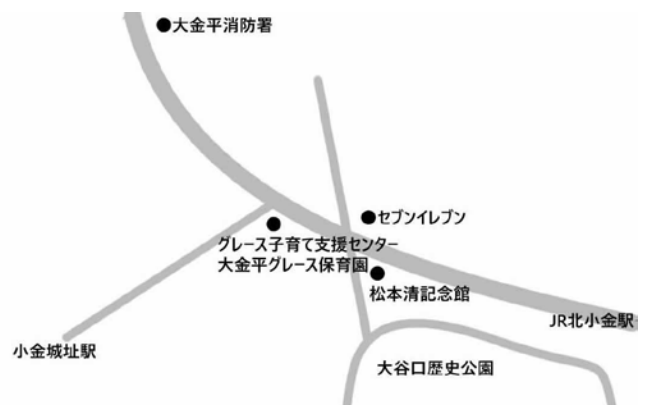 大金平消防署
セブンイレブン
グレース子育て支援センター
大金平グレース保育園
松本清記念館
JR北小金駅
小金城址駅
大谷口歴史公園